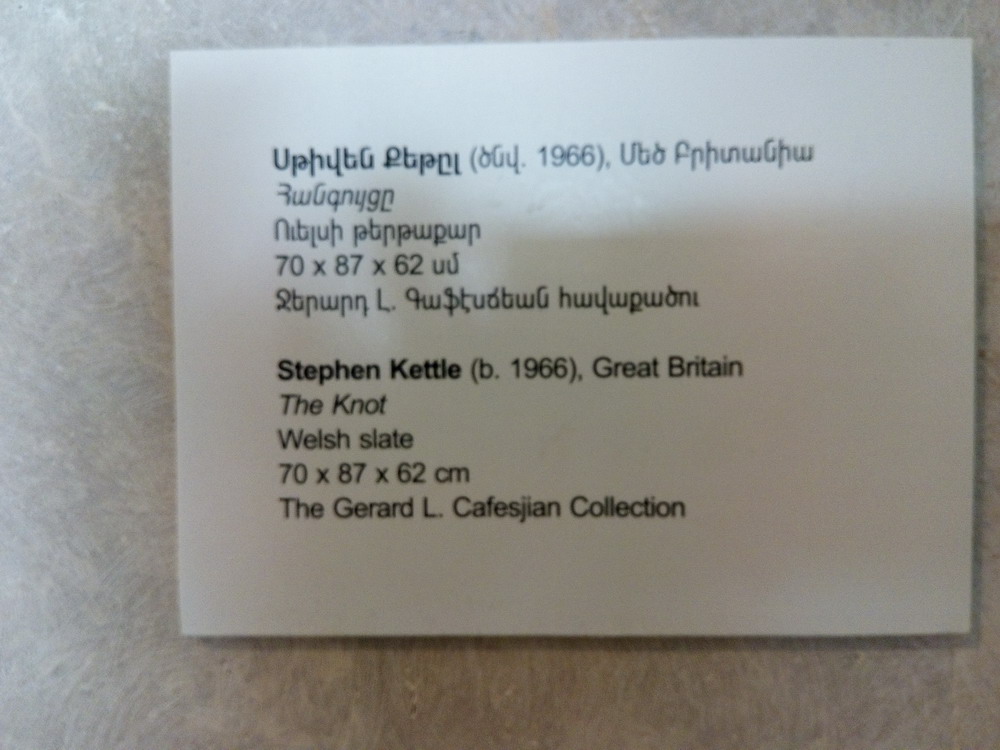 Սթիվեն Քեթըլ (ծնվ. 1966), Մեծ Բրիտանիա
Հանգույցը
Ուելսի թերթաքար
70 x 87 x 62 սմ
Ջերարդ Լ. Գաֆէսճեան հավաքածու
Stephen Kettle (b. 1966), Great Britain
The Knot
Welsh slate
70 x 87 x 62 cm
The Gerard L. Cafesjian Collection